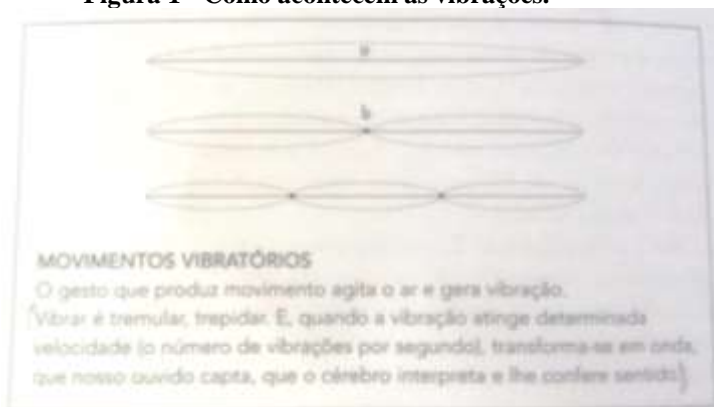 Figura 1 - Como acontecem as vibrações.
a
b
MOVIMENTOS VIBRATÓRIOS
O gesto que produz movimento agita o ar e gera vibração.
Vibrar é tremular, trepidar. E, quando a vibração atinge determinada
velocidade (o número de vibrações por segundo), transforma-se em onda,
que nosso ouvido capta, que o cérebro interpreta e lhe confere sentido.